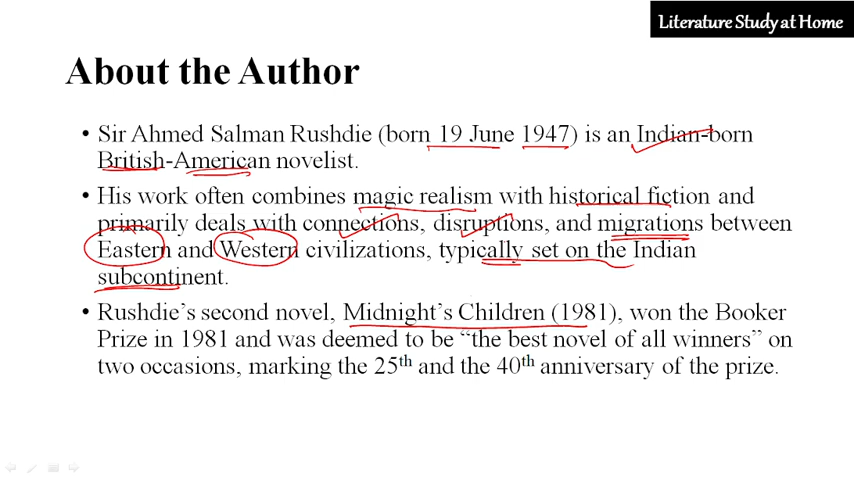 Literature Study at Home
About the Author
• Sir Ahmed Salman Rushdie (born 19 June 1947) is an Indian-born
British-American novelist.
• His work often combines magic realism with historical fiction and
primarily deals with connections, disruptions, and migrations between
Eastern and Western civilizations, typically set on the Indian
subcontinent.
• Rushdie’s second novel, Midnight’s Children (1981), won the Booker
Prize in 1981 and was deemed to be “the best novel of all winners” on
two occasions, marking the 25th and the 40th anniversary of the prize.